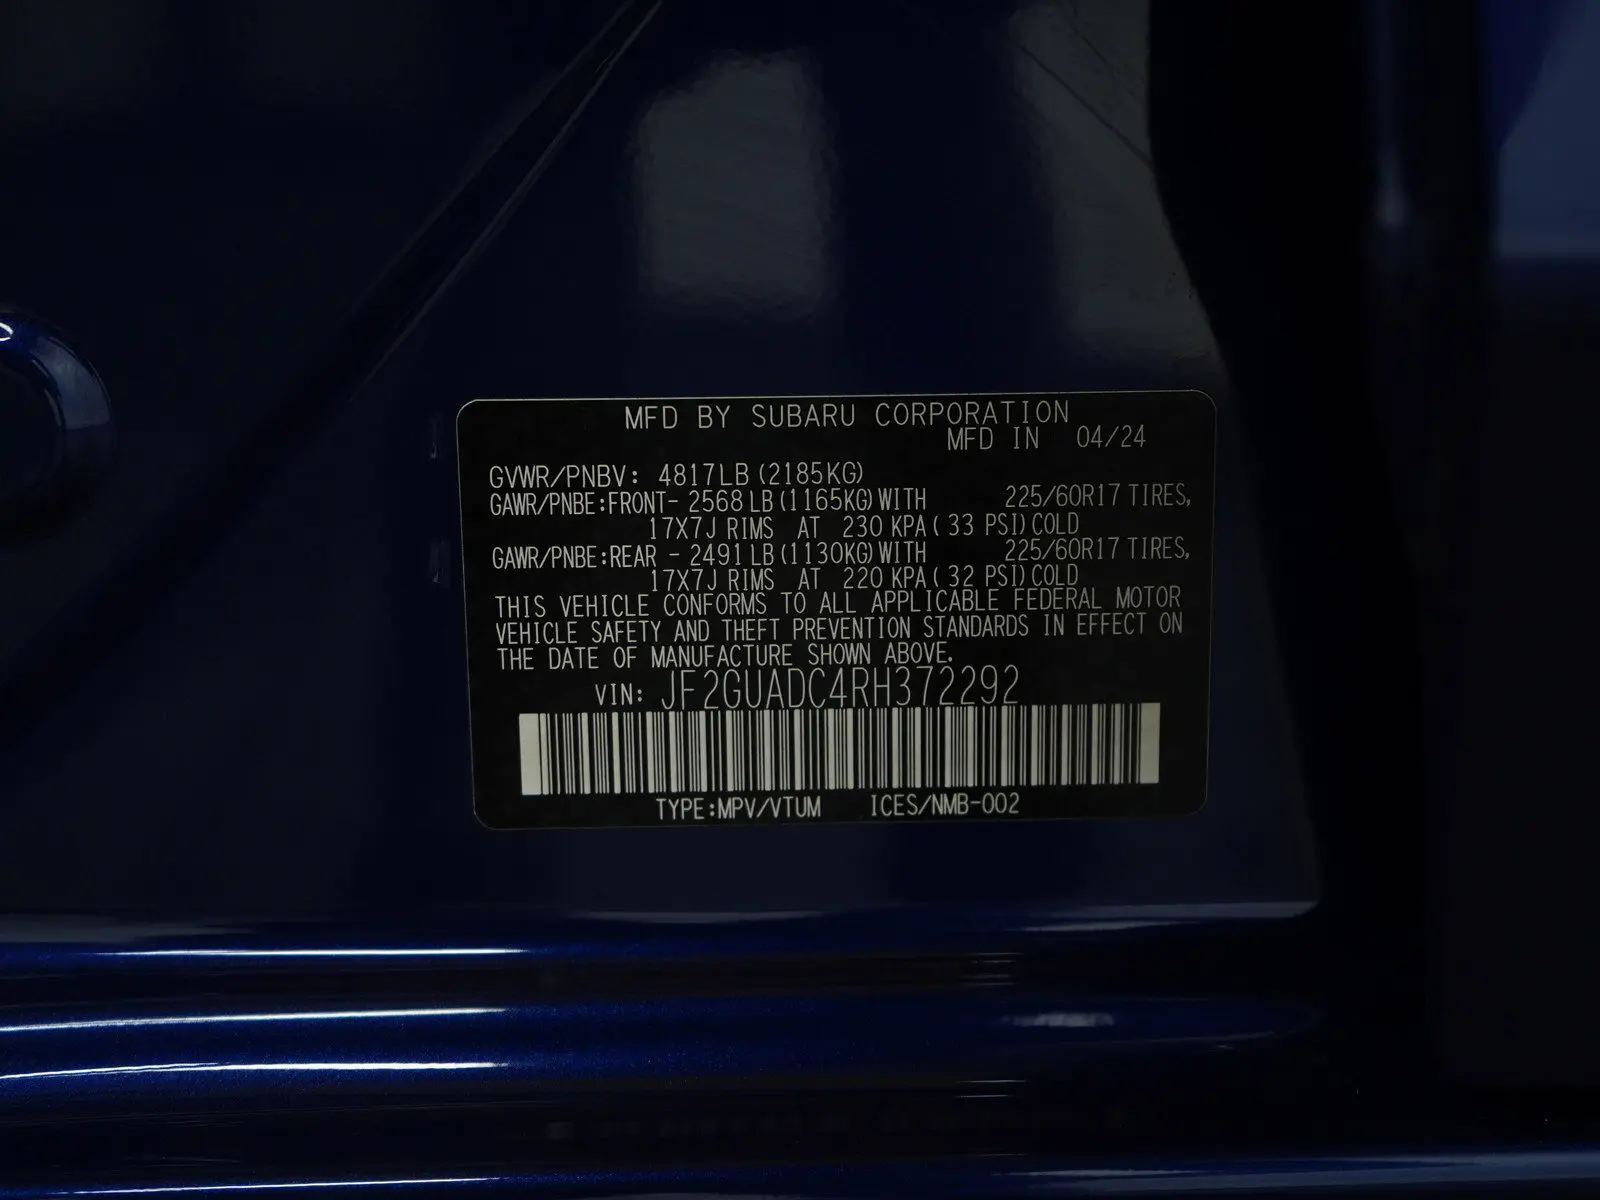 MFD BY SUBARU CORPORATION
MFD IN 04/24
GVWR/PNBV: 4817LB (2185KG)
GAWR/PNBE:FRONT- 2568LB (1165KG) WITH 225/60R17 TIRES,
17X7J RIMS AT 230 KPA( 33 PSI) COLD
GAWR/PNBE:REAR - 2491LB (1130KG) WITH 225/60R17 TIRES,
17X7J RIMS AT 220 KPA( 32 PSI) COLD
THIS VEHICLE CONFORMS TO ALL APPLICABLE FEDERAL MOTOR
VEHICLE SAFETY AND THEFT PREVENTION STANDARDS IN EFFECT ON
THE DATE OF MANUFACTURE SHOWN ABOVE.
VIN: JF2GUADC4RH372292
TYPE:MPV/VTUM ICES/NMB-002